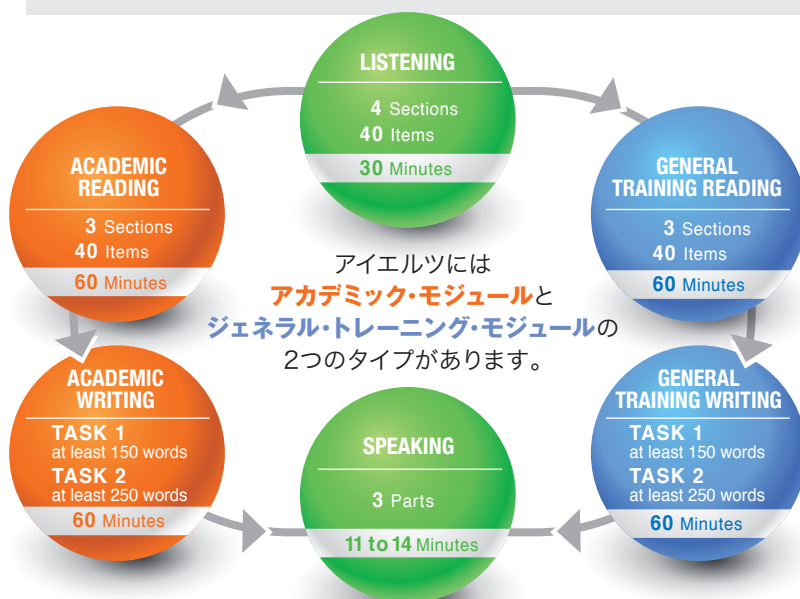 LISTENING
4 Sections
40 Items
30 Minutes
ACADEMIC
READING
3 Sections
40 Items
60 Minutes
GENERAL
TRAINING READING
3 Sections
40 Items
60 Minutes
アイエルツには
アカデミック・モジュールと
ジェネラル・トレーニング・モジュールの
2つのタイプがあります。
ACADEMIC
WRITING
TASK 1
at least 150 words
TASK 2
at least 250 words
60 Minutes
SPEAKING
3 Parts
11 to 14 Minutes
GENERAL
TRAINING WRITING
TASK 1
at least 150 words
TASK 2
at least 250 words
60 Minutes